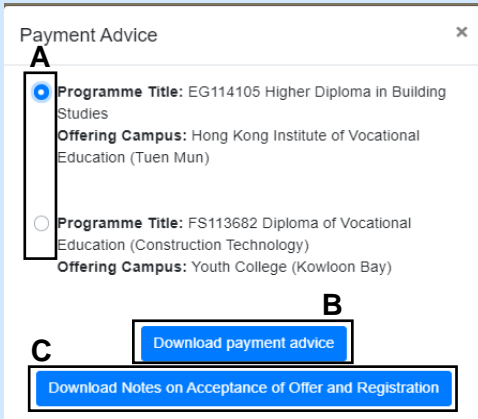 Payment Advice ×
A
Programme Title: EG114105 Higher Diploma in Building
Studies
Offering Campus: Hong Kong Institute of Vocational
Education (Tuen Mun)
Programme Title: FS113682 Diploma of Vocational
Education (Construction Technology)
Offering Campus: Youth College (Kowloon Bay)
B
Download payment advice
C
Download Notes on Acceptance of Offer and Registration